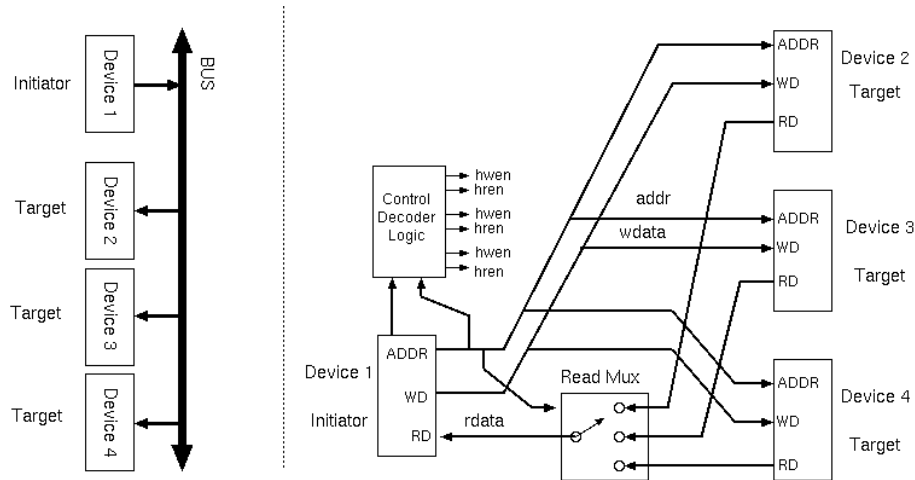 Initiator
Device 1
BUS
Target
Device 2
Target
Device 3
Target
Device 4
Control
Decoder
Logic
hwen
hren
hwen
hren
hwen
hren
ADDR
WD
RD
Device 1
Initiator
addr
wdata
rdata
Read Mux
ADDR
WD
RD
Device 2
Target
ADDR
WD
RD
Device 3
Target
ADDR
WD
RD
Device 4
Target